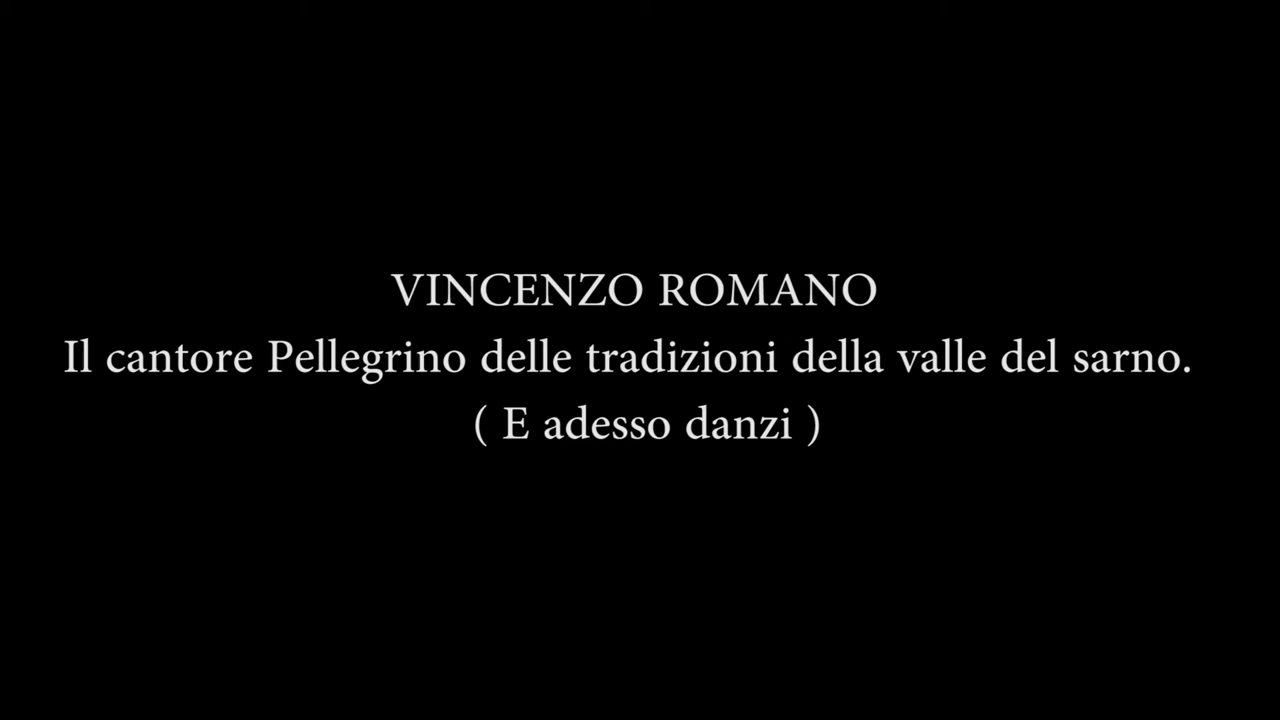 VINCENZO ROMANO
Il cantore Pellegrino delle tradizioni della valle del sarno.
( E adesso danzi )